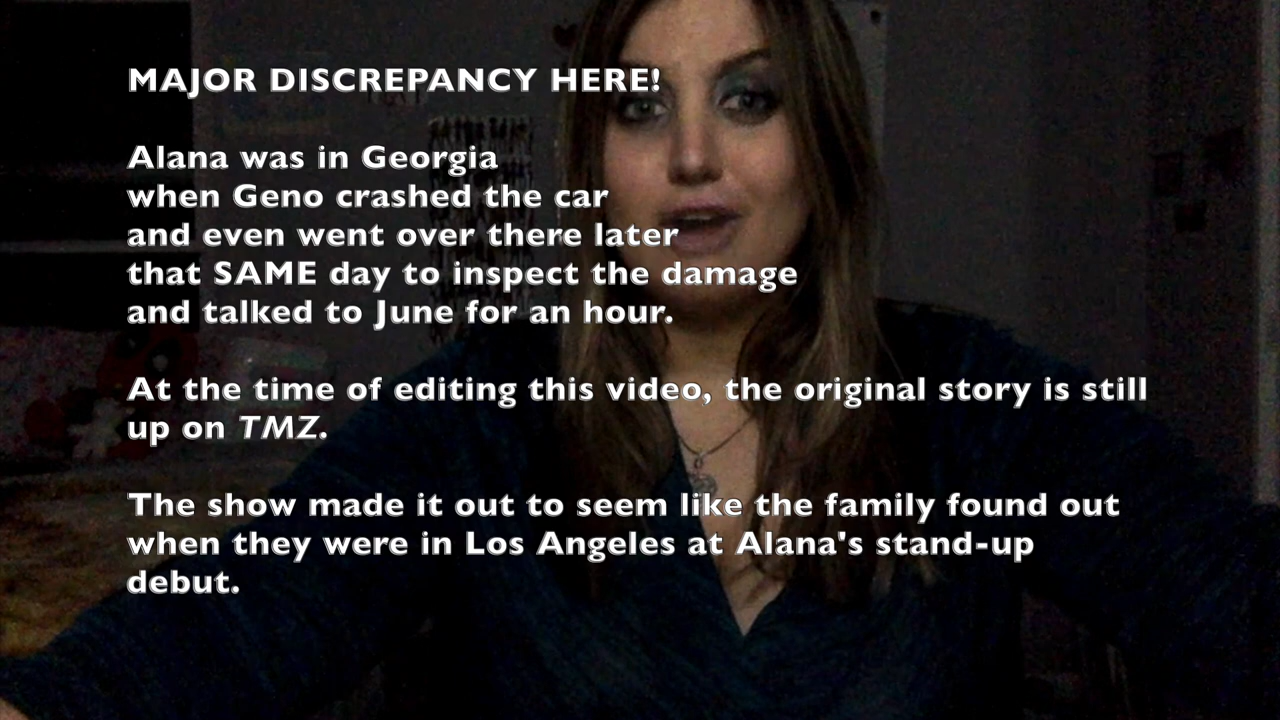 MAJOR DISCREPANCY HERE!
Alana was in Georgia
when Geno crashed the car
and even went over there later
that SAME day to inspect the damage
and talked to June for an hour.
At the time of editing this video, the original story is still
up on TMZ.
The show made it out to seem like the family found out
when they were in Los Angeles at Alana's stand-up
debut.